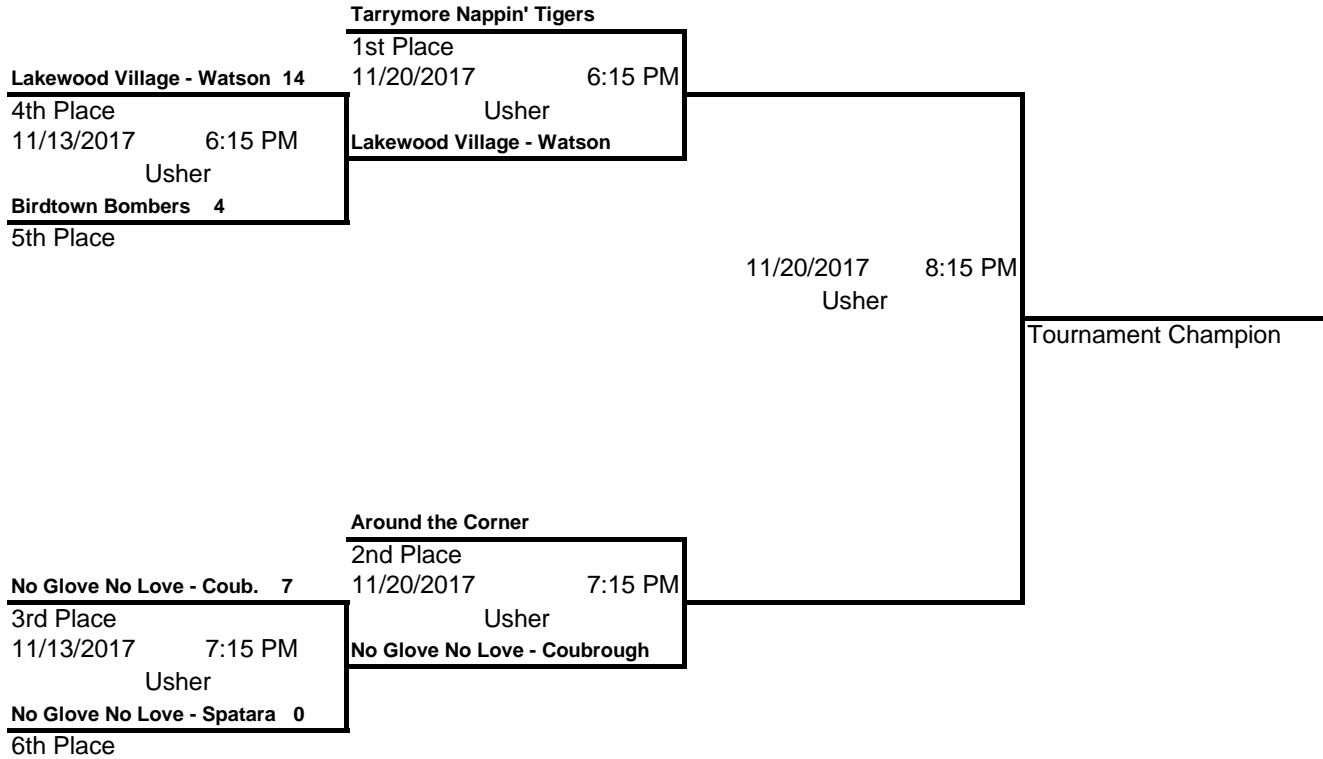 Tarrymore Nappin' Tigers
1st Place
Lakewood Village - Watson 14
11/20/2017 6:15 PM
4th Place
Usher
11/13/2017 6:15 PM
Lakewood Village - Watson
Usher
Birdtown Bombers 4
5th Place
11/20/2017 8:15 PM
Usher
Tournament Champion
Around the Corner
2nd Place
No Glove No Love - Coub. 7
11/20/2017 7:15 PM
3rd Place
Usher
11/13/2017 7:15 PM
No Glove No Love - Coubrough
Usher
No Glove No Love - Spatara 0
6th Place